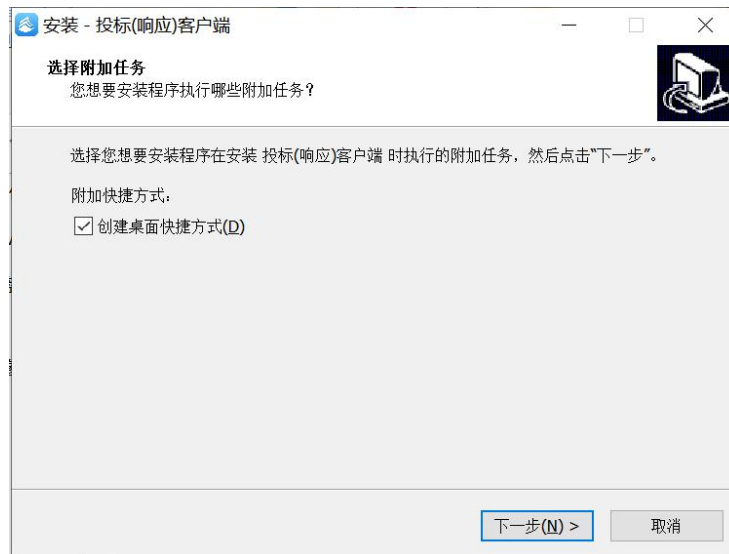 安装 - 投标(响应)客户端
选择附加任务
您想要安装程序执行哪些附加任务？
选择您想要安装程序在安装 投标(响应)客户端 时执行的附加任务，然后点击“下一步”。
附加快捷方式：
创建桌面快捷方式(D)
下一步(N) >
取消